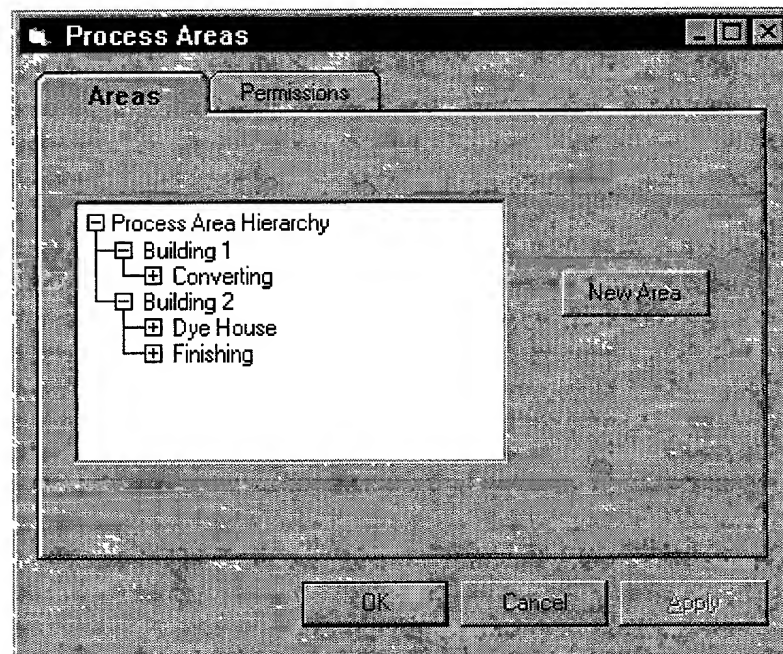 Process Areas
Areas Permissions
Process Area Hierarchy
Building 1
Converting
New Area
Building 2
Dye House
Finishing
OK Cancel Apply